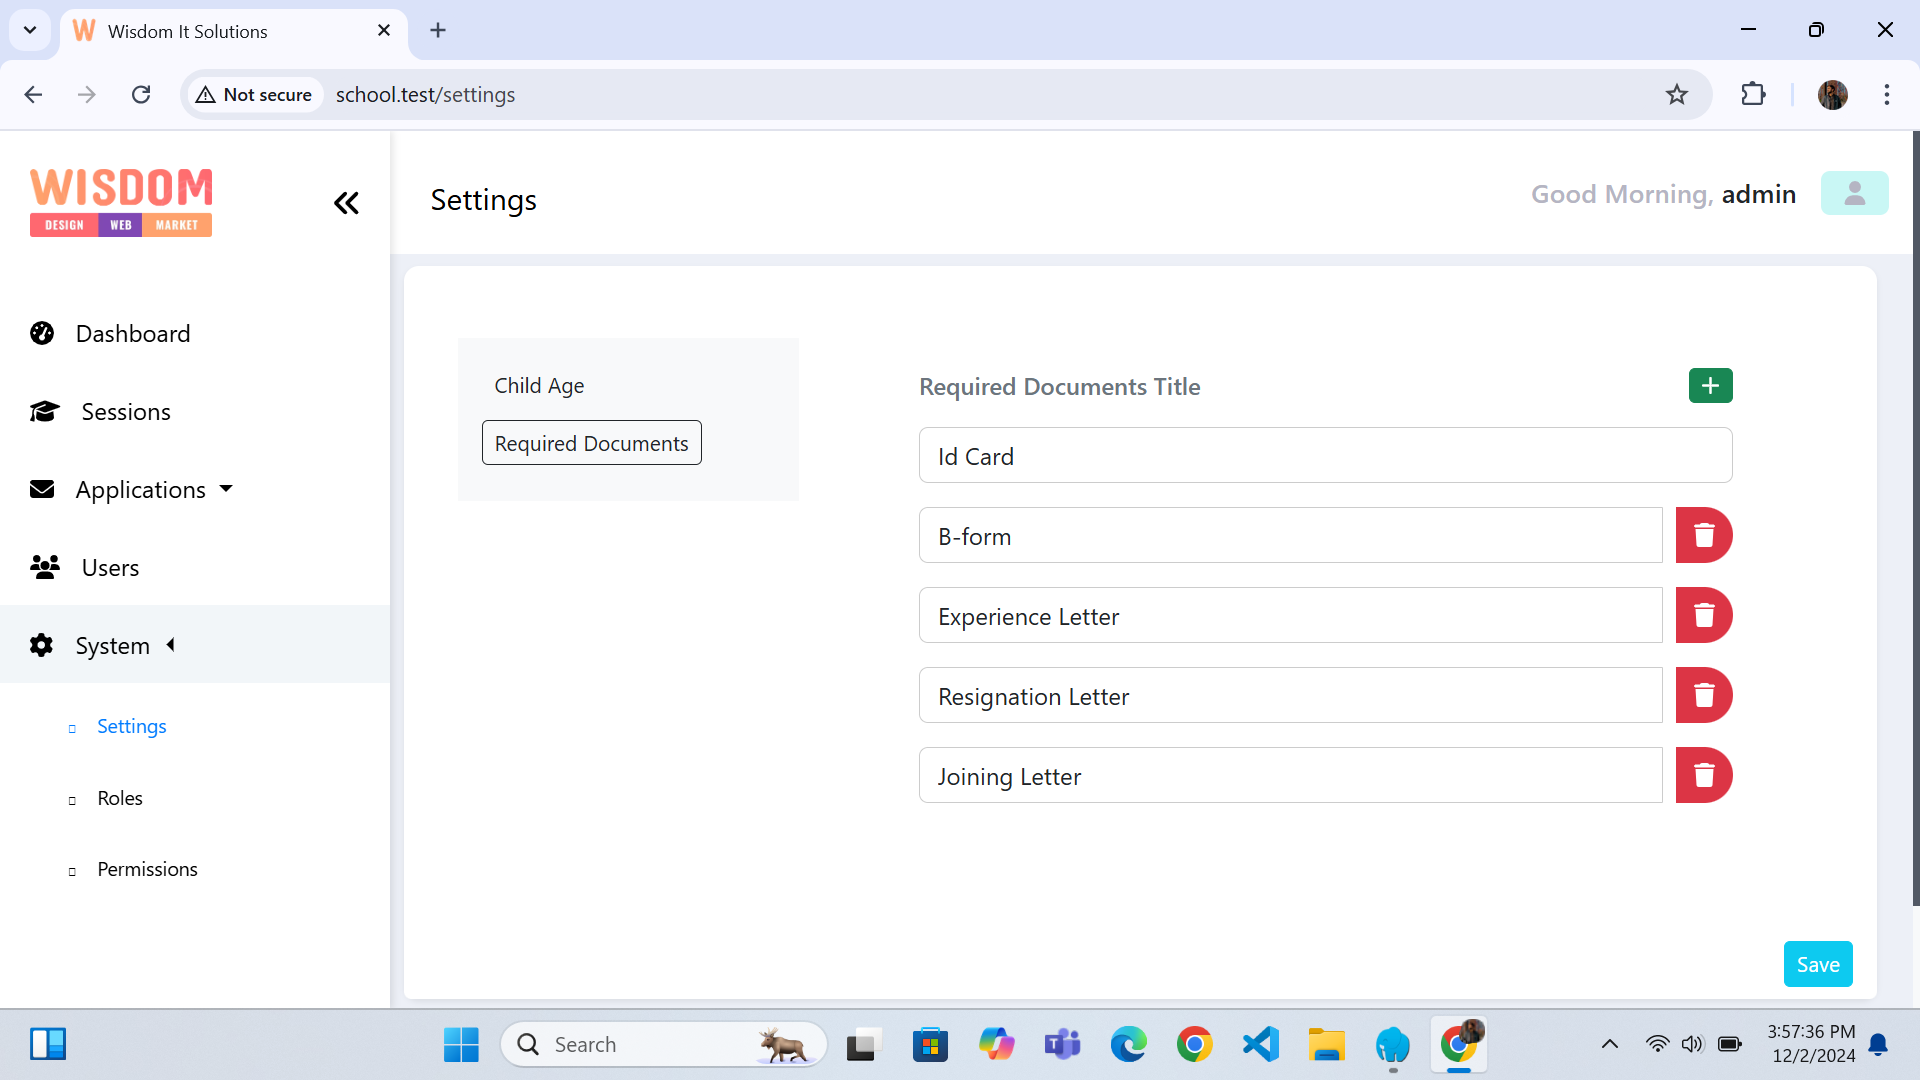 Wisdom It Solutions
Not secure
school.test/settings
WISDOM
DESIGN WEB MARKET
Settings
Good Morning, admin
Dashboard
Sessions
Applications
Users
System
Settings
Roles
Permissions
Child Age
Required Documents
Required Documents Title
Id Card
B-form
Experience Letter
Resignation Letter
Joining Letter
Save
Search
3:57:36 PM
12/2/2024